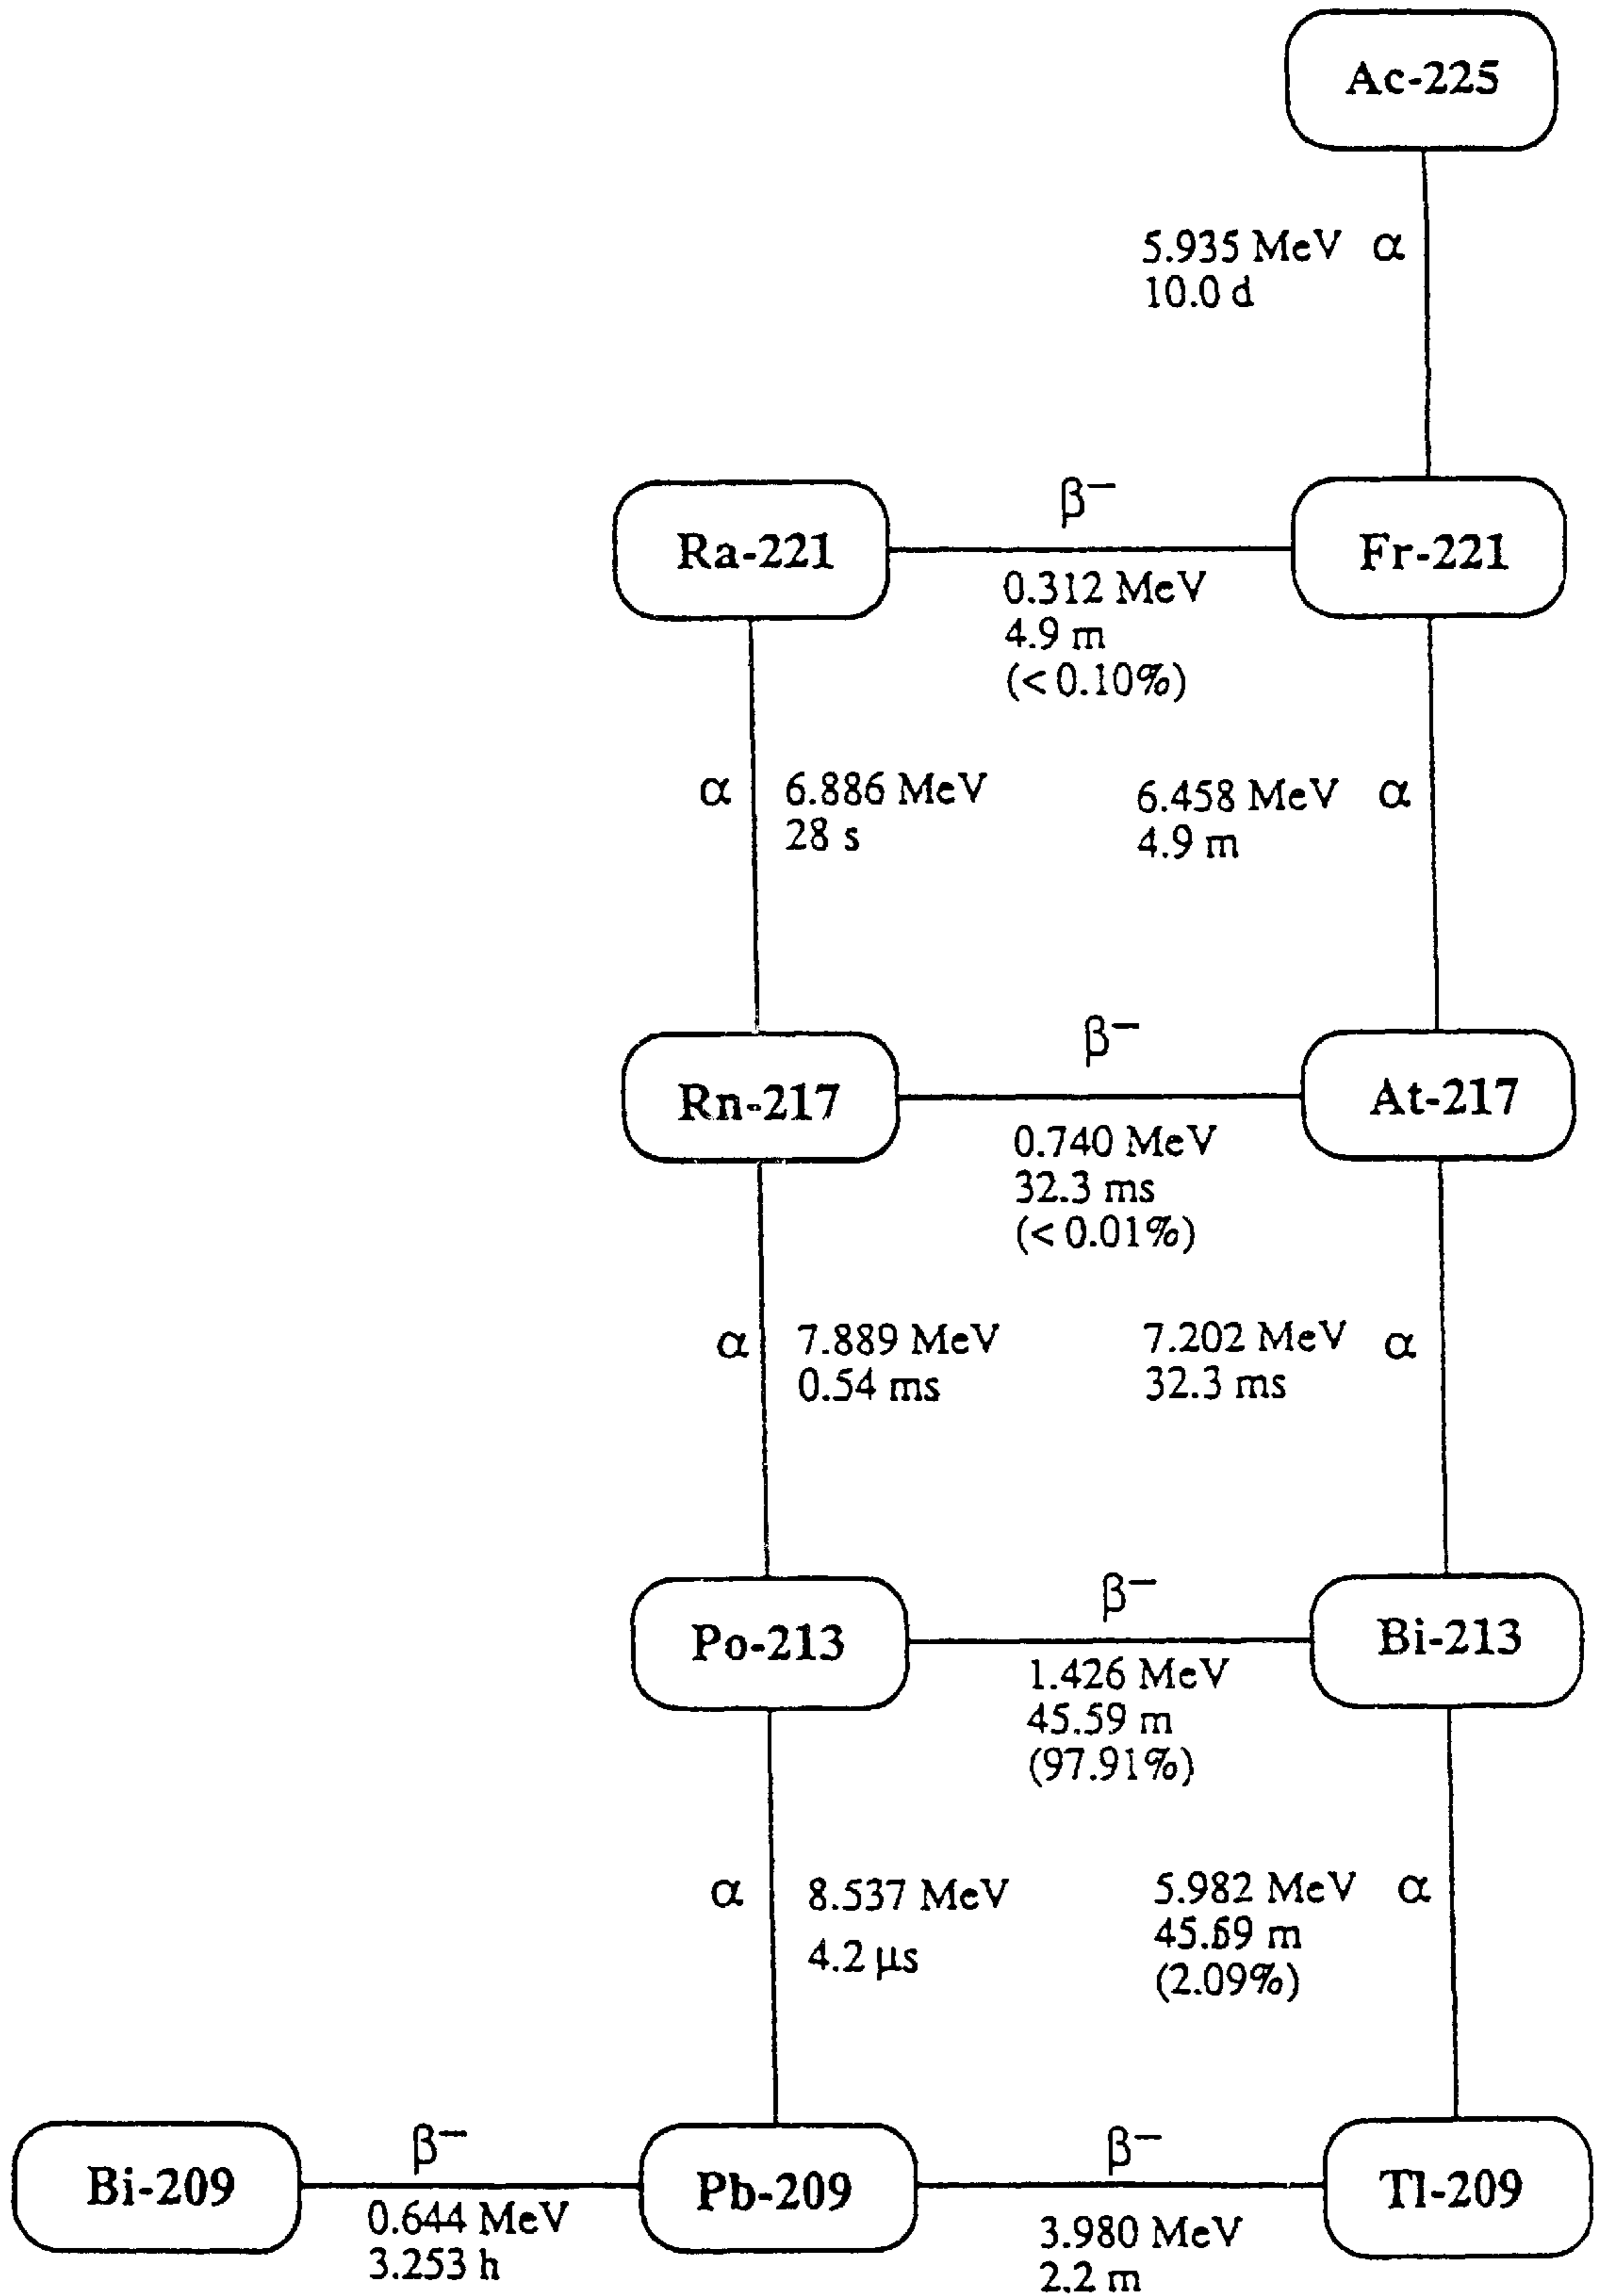 Ac-225
5.935 MeV α
10.0 d
Ra-221
β−
Fr-221
0.312 MeV
4.9 m
(< 0.10%)
α 6.886 MeV
28 s
6.458 MeV α
4.9 m
Rn-217
β−
At-217
0.740 MeV
32.3 ms
(< 0.01%)
α 7.889 MeV
0.54 ms
7.202 MeV α
32.3 ms
Po-213
β−
Bi-213
1.426 MeV
45.59 m
(97.91%)
α 8.537 MeV
4.2 μs
5.982 MeV α
45.59 m
(2.09%)
Bi-209
β−
Pb-209
β−
Tl-209
0.644 MeV
3.253 h
3.980 MeV
2.2 m